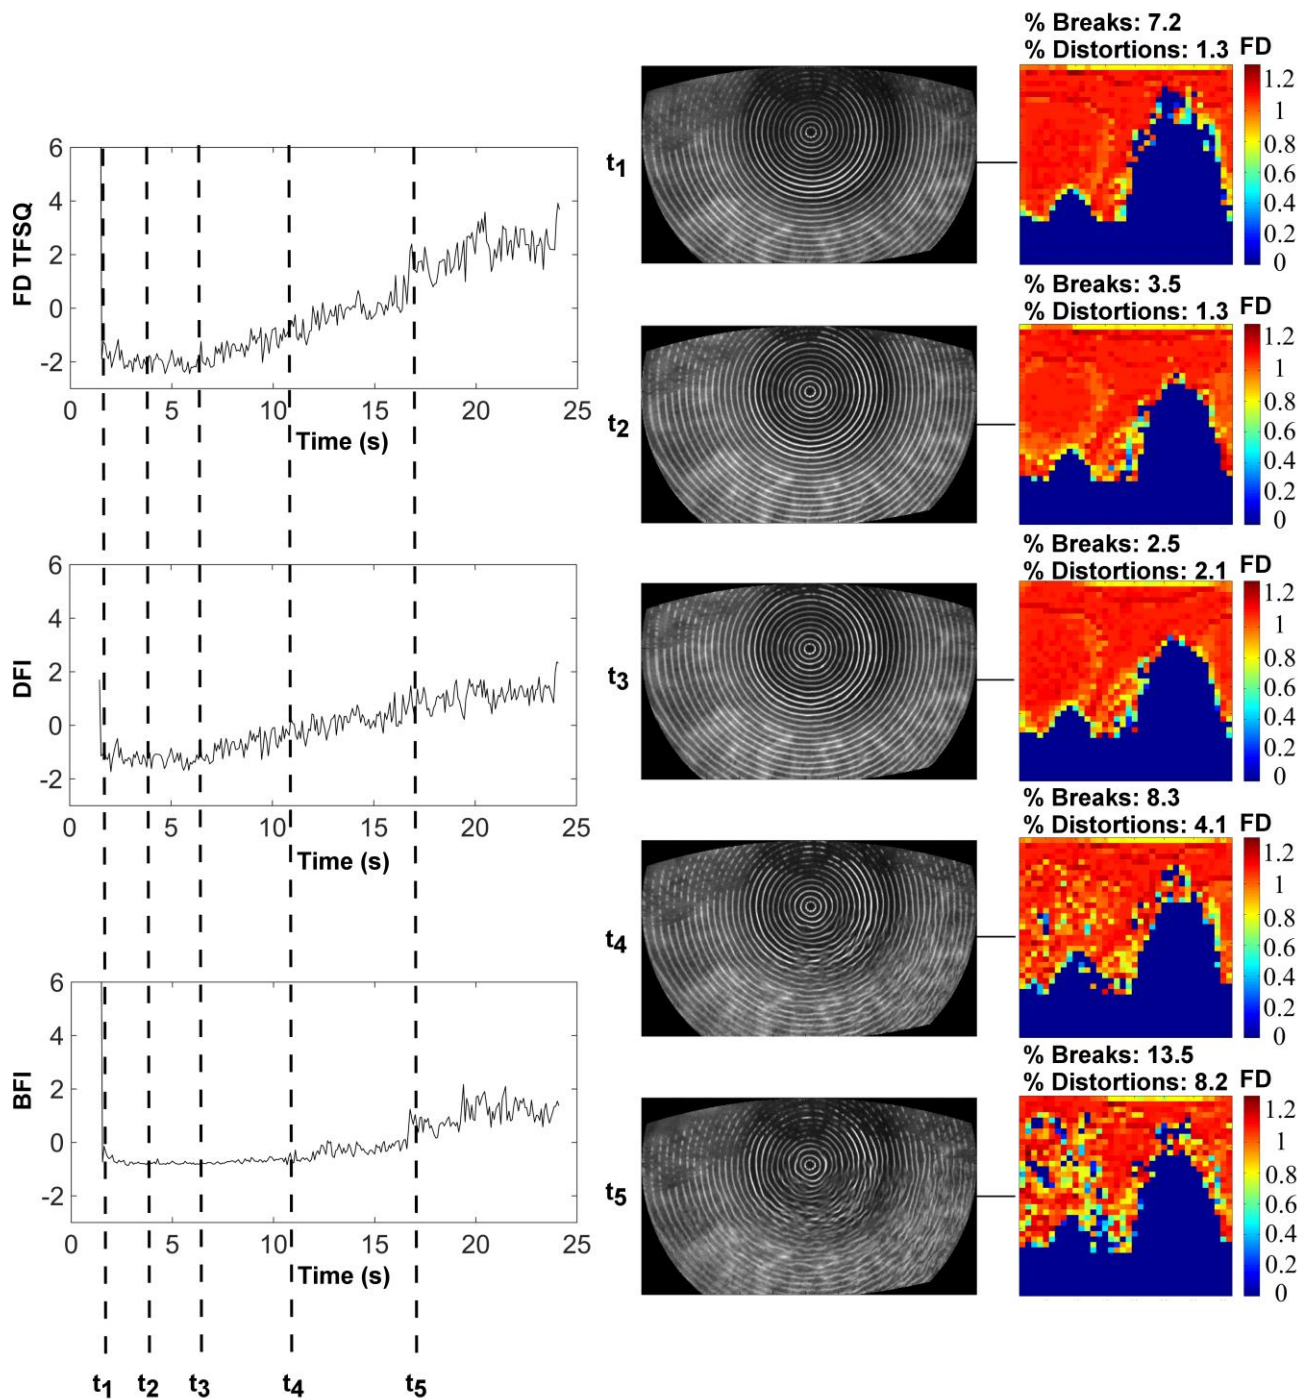 6
4
2
0
-2
FD TFSQ
0 5 10 15 20 25
Time (s)
6
4
2
0
-2
DFI
0 5 10 15 20 25
Time (s)
6
4
2
0
-2
BFI
0 5 10 15 20 25
Time (s)
t1 t2 t3 t4 t5
t1
% Breaks: 7.2
% Distortions: 1.3 FD
1.2
1
0.8
0.6
0.4
0.2
0
t2
% Breaks: 3.5
% Distortions: 1.3 FD
1.2
1
0.8
0.6
0.4
0.2
0
t3
% Breaks: 2.5
% Distortions: 2.1 FD
1.2
1
0.8
0.6
0.4
0.2
0
t4
% Breaks: 8.3
% Distortions: 4.1 FD
1.2
1
0.8
0.6
0.4
0.2
0
t5
% Breaks: 13.5
% Distortions: 8.2 FD
1.2
1
0.8
0.6
0.4
0.2
0